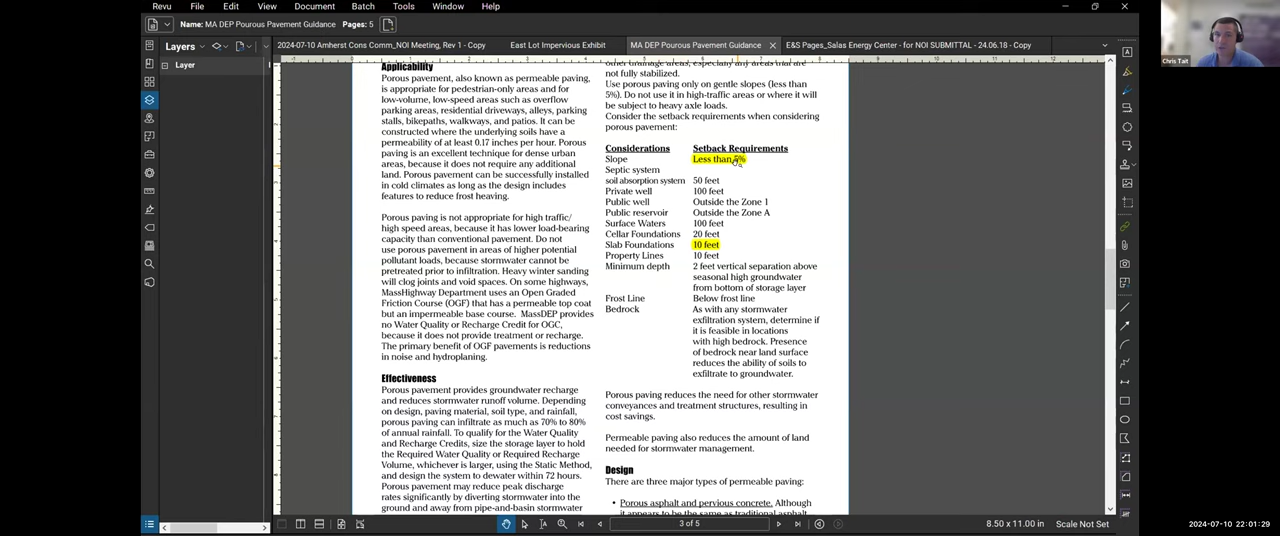 Revu File Edit View Document Batch Tools Window Help
Name: MA DEP Pourous Pavement Guidance Pages: 5
2024-07-10 Amherst Cons Comm_NOI Meeting, Rev 1 - Copy
East Lot Impervious Exhibit
MA DEP Pourous Pavement Guidance
E&S Pages_Salas Energy Center - for NOI SUBMITTAL - 24.06.18 - Copy
Layers
Layer
Applicability
Porous pavement, also known as permeable paving,
is appropriate for pedestrian-only areas and for
low-volume, low-speed areas such as overflow
parking areas, residential driveways, alleys, parking
stalls, bikepaths, walkways, and patios. It can be
constructed where the underlying soils have a
permeability of at least 0.17 inches per hour. Porous
paving is an excellent technique for dense urban
areas, because it does not require any additional
land. Porous pavement can be successfully installed
in cold climates as long as the design includes
features to reduce frost heaving.
Porous paving is not appropriate for high traffic/
high speed areas, because it has lower load-bearing
capacity than conventional pavement. Do not
use porous pavement in areas of higher potential
pollutant loads, because stormwater cannot be
pretreated prior to infiltration. Heavy winter sanding
will clog joints and void spaces. On some highways,
MassHighway Department uses an Open Graded
Friction Course (OGF) that has a permeable top coat
but an impermeable base course. MassDEP provides
no Water Quality or Recharge Credit for OGC,
because it does not provide treatment or recharge.
The primary benefit of OGF pavements is reductions
in noise and hydroplaning.
Effectiveness
Porous pavement provides groundwater recharge
and reduces stormwater runoff volume. Depending
on design, paving material, soil type, and rainfall,
porous paving can infiltrate as much as 70% to 80%
of annual rainfall. To qualify for the Water Quality
and Recharge Credits, size the storage layer to hold
the Required Water Quality or Required Recharge
Volume, whichever is larger, using the Static Method,
and design the system to dewater within 72 hours.
Porous pavement may reduce peak discharge
rates significantly by diverting stormwater into the
ground and away from pipe-and-basin stormwater
other drainage areas, especially any areas that are
not fully stabilized.
Use porous paving only on gentle slopes (less than
5%). Do not use it in high-traffic areas or where it will
be subject to heavy axle loads.
Consider the setback requirements when considering
porous pavement:
Considerations Setback Requirements
Slope Less than 5%
Septic system
soil absorption system 50 feet
Private well 100 feet
Public well Outside the Zone 1
Public reservoir Outside the Zone A
Surface Waters 100 feet
Cellar Foundations 20 feet
Slab Foundations 10 feet
Property Lines 10 feet
Minimum depth 2 feet vertical separation above
seasonal high groundwater
from bottom of storage layer
Frost Line Below frost line
Bedrock As with any stormwater
exfiltration system, determine if
it is feasible in locations
with high bedrock. Presence
of bedrock near land surface
reduces the ability of soils to
exfiltrate to groundwater.
Porous paving reduces the need for other stormwater
conveyances and treatment structures, resulting in
cost savings.
Permeable paving also reduces the amount of land
needed for stormwater management.
Design
There are three major types of permeable paving:
• Porous asphalt and pervious concrete. Although
it appears to be the same as traditional asphalt
3 of 5
8.50 x 11.00 in
Scale Not Set
Chris Tait
2024-07-10 22:01:29